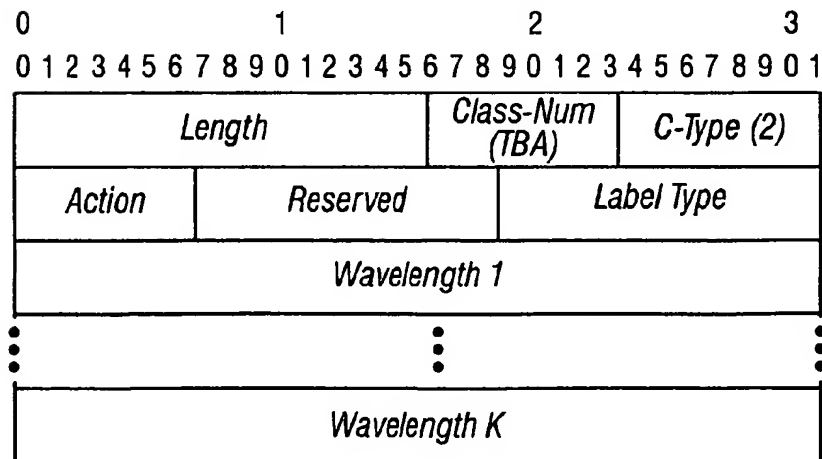 0 1 2 3
0 1 2 3 4 5 6 7 8 9 0 1 2 3 4 5 6 7 8 9 0 1 2 3 4 5 6 7 8 9 0 1
Length Class-Num (TBA) C-Type (2)
Action Reserved Label Type
Wavelength 1
Wavelength K